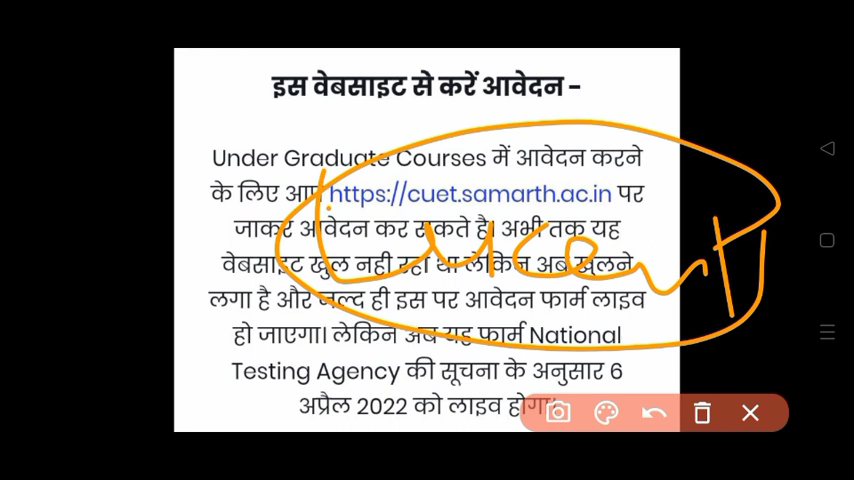 इस वेबसाइट से करें आवेदन -
Under Graduate Courses में आवेदन करने
के लिए आप https://cuet.samarth.ac.in पर
जाकर आवेदन कर सकते है। अभी तक यह
वेबसाइट खुल नही रहा था लेकिन अब खुलने
लगा है और जल्द ही इस पर आवेदन फार्म लाइव
हो जाएगा। लेकिन अब यह फार्म National
Testing Agency की सूचना के अनुसार 6
अप्रैल 2022 को लाइव होगा।
Lucent